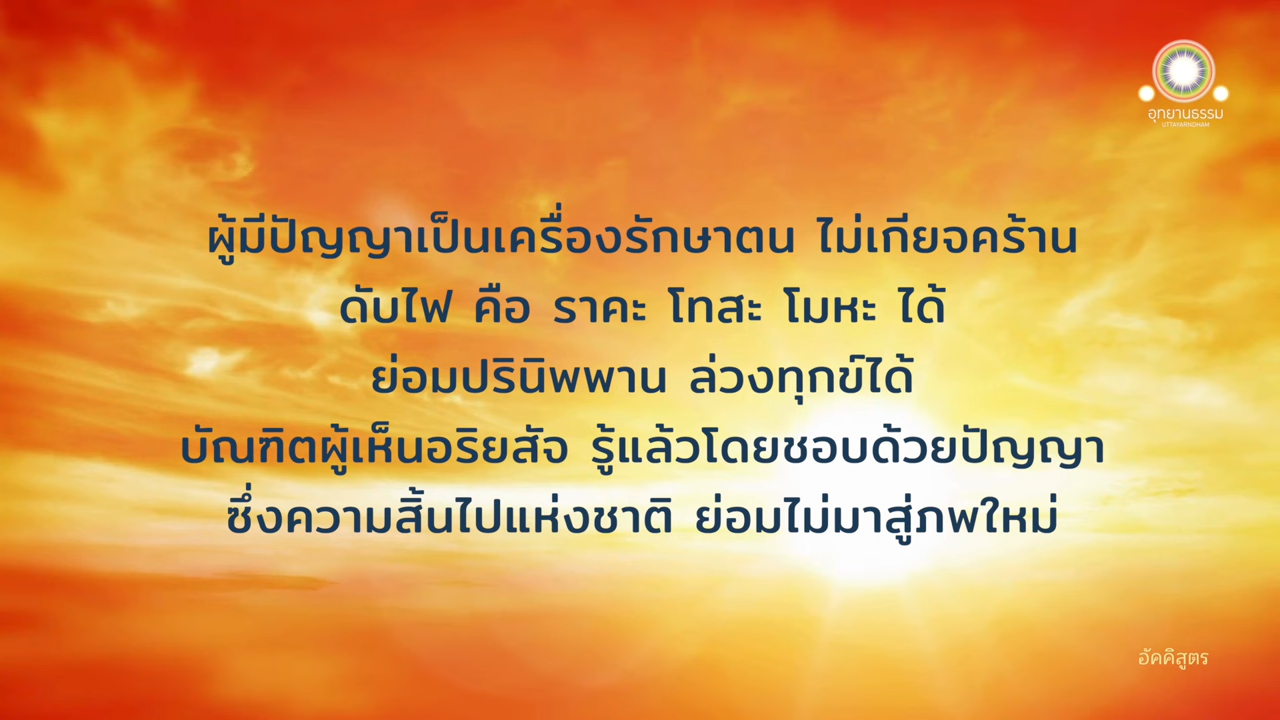 อุทยานธรรม
UTTAYARNDHAM
ผู้มีปัญญาเป็นเครื่องรักษาตน ไม่เกียจคร้าน
ดับไฟ คือ ราคะ โทสะ โมหะ ได้
ย่อมปรินิพพาน ล่วงทุกข์ได้
บัณฑิตผู้เห็นอริยสัจ รู้แล้วโดยชอบด้วยปัญญา
ซึ่งความสิ้นไปแห่งชาติ ย่อมไม่มาสู่ภพใหม่
อัคคิสูตร